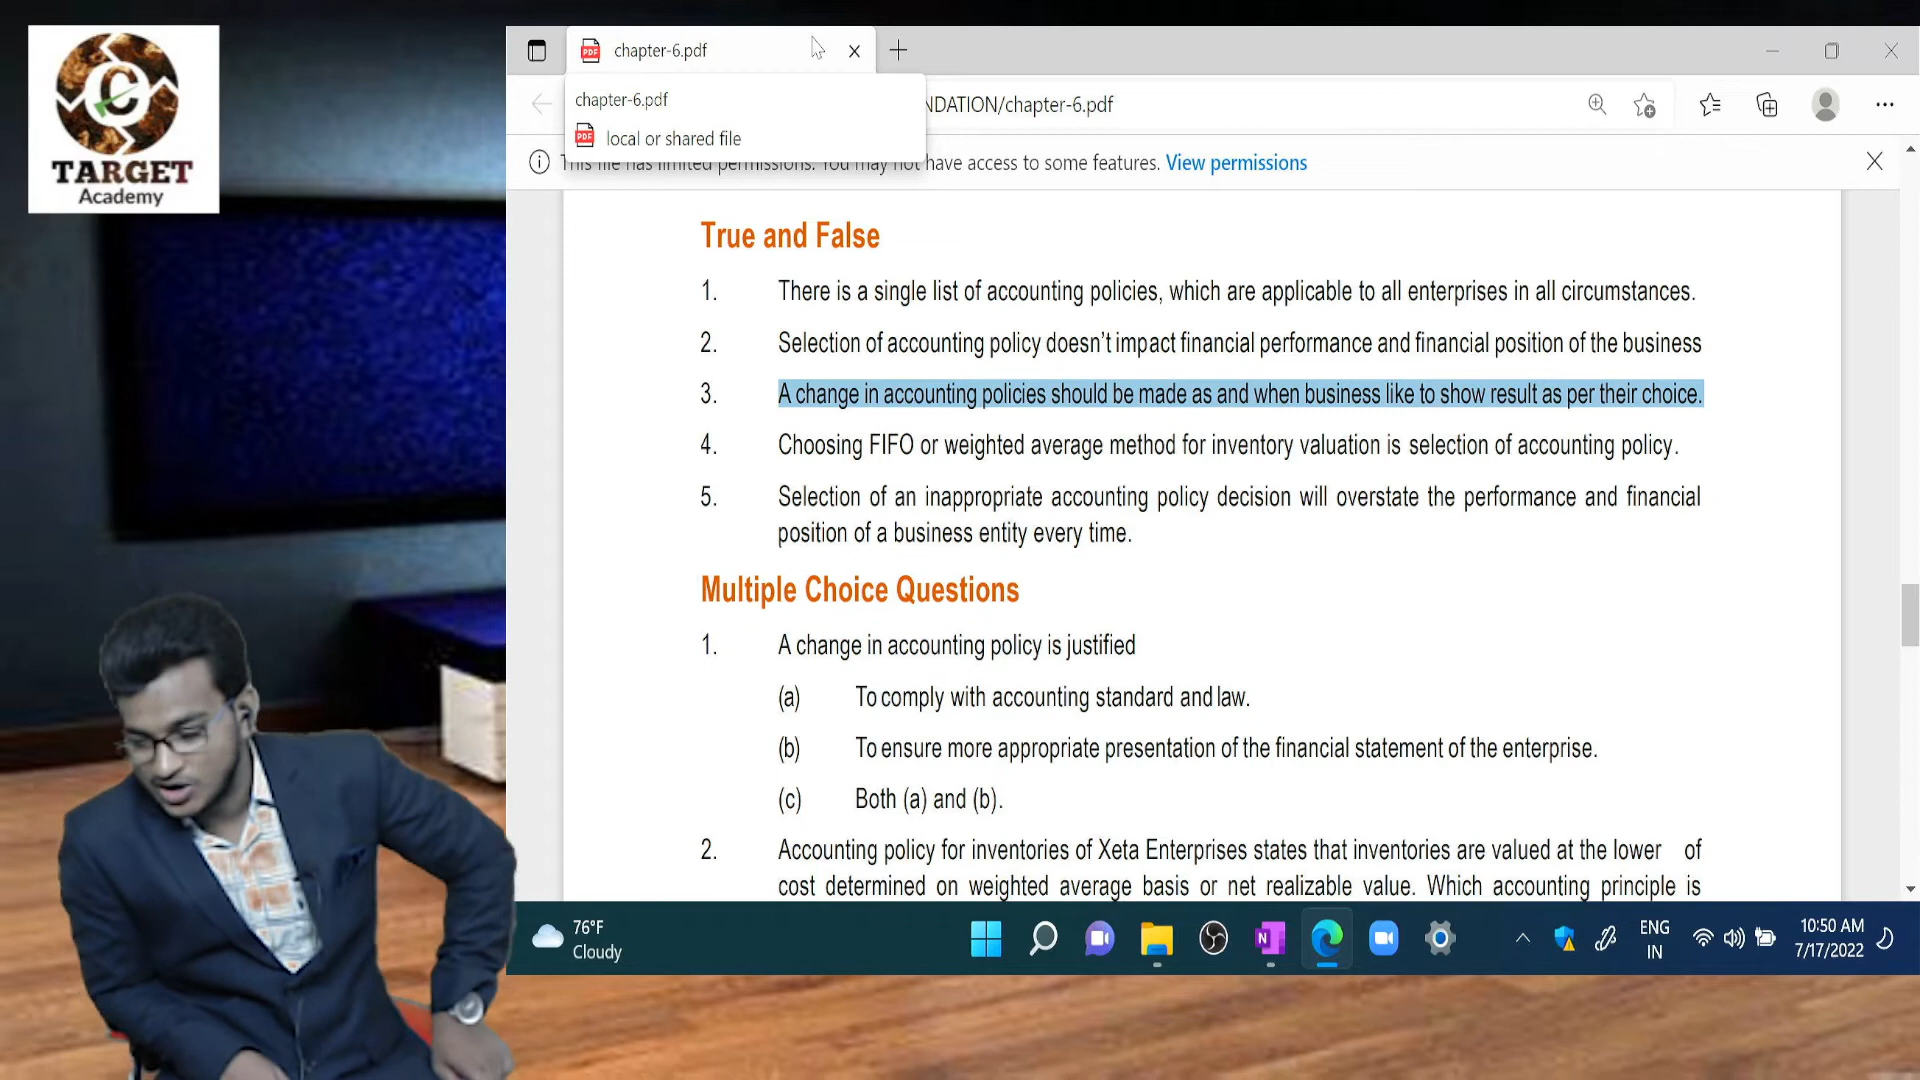 C
TARGET
Academy
chapter-6.pdf
chapter-6.pdf
NDATION/chapter-6.pdf
local or shared file
This file has limited permissions. You may not have access to some features. View permissions
True and False
1. There is a single list of accounting policies, which are applicable to all enterprises in all circumstances.
2. Selection of accounting policy doesn't impact financial performance and financial position of the business
3. A change in accounting policies should be made as and when business like to show result as per their choice.
4. Choosing FIFO or weighted average method for inventory valuation is selection of accounting policy.
5. Selection of an inappropriate accounting policy decision will overstate the performance and financial
position of a business entity every time.
Multiple Choice Questions
1. A change in accounting policy is justified
(a) To comply with accounting standard and law.
(b) To ensure more appropriate presentation of the financial statement of the enterprise.
(c) Both (a) and (b).
2. Accounting policy for inventories of Xeta Enterprises states that inventories are valued at the lower of
cost determined on weighted average basis or net realizable value. Which accounting principle is
76°F
Cloudy
ENG
IN
10:50 AM
7/17/2022